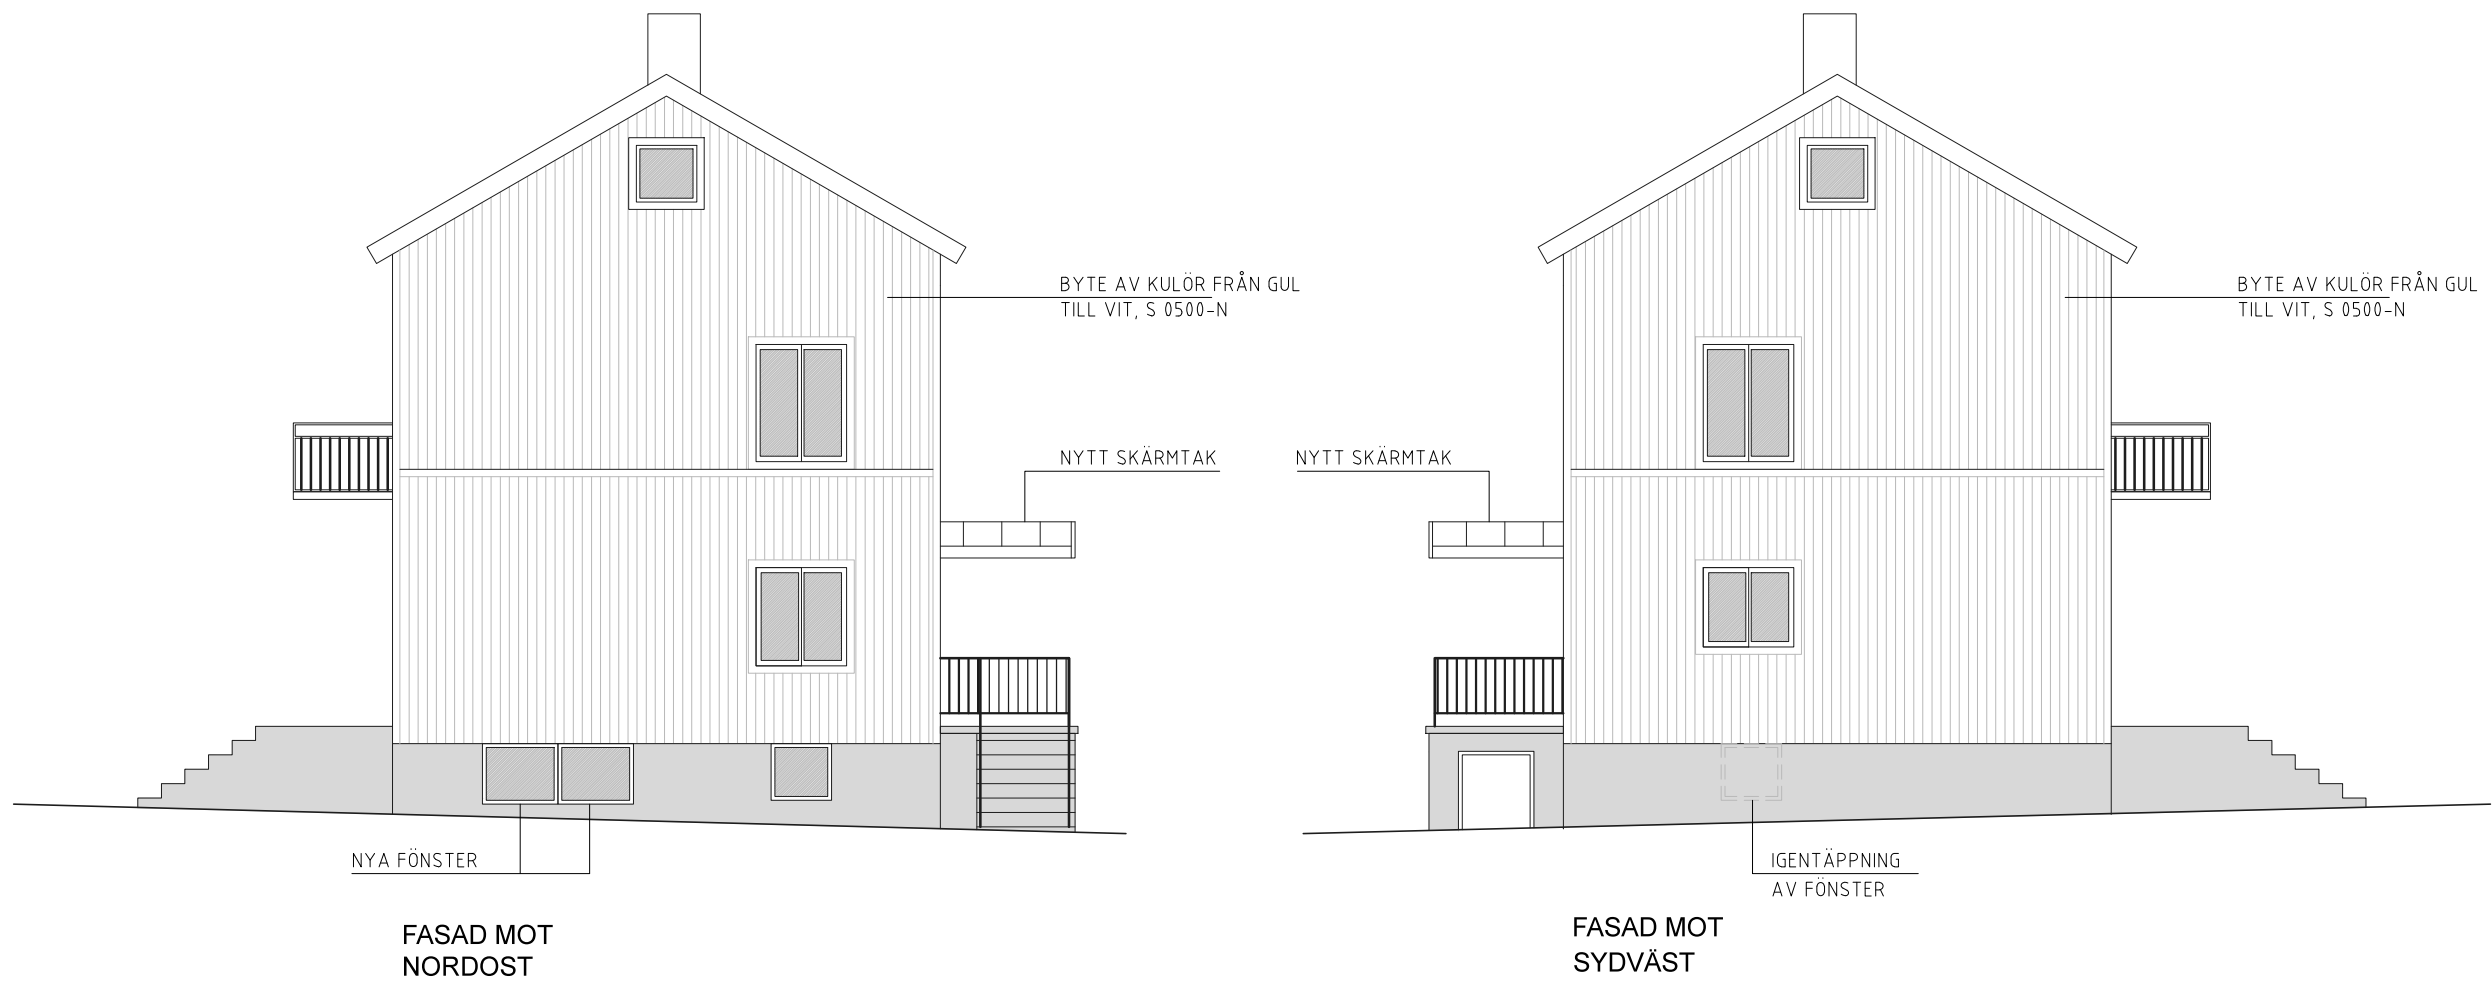 BYTE AV KULÖR FRÅN GUL
TILL VIT, S 0500-N
NYTT SKÄRMTAK
NYA FÖNSTER
FASAD MOT
NORDOST
BYTE AV KULÖR FRÅN GUL
TILL VIT, S 0500-N
NYTT SKÄRMTAK
IGENTÄPPNING
AV FÖNSTER
FASAD MOT
SYDVÄST